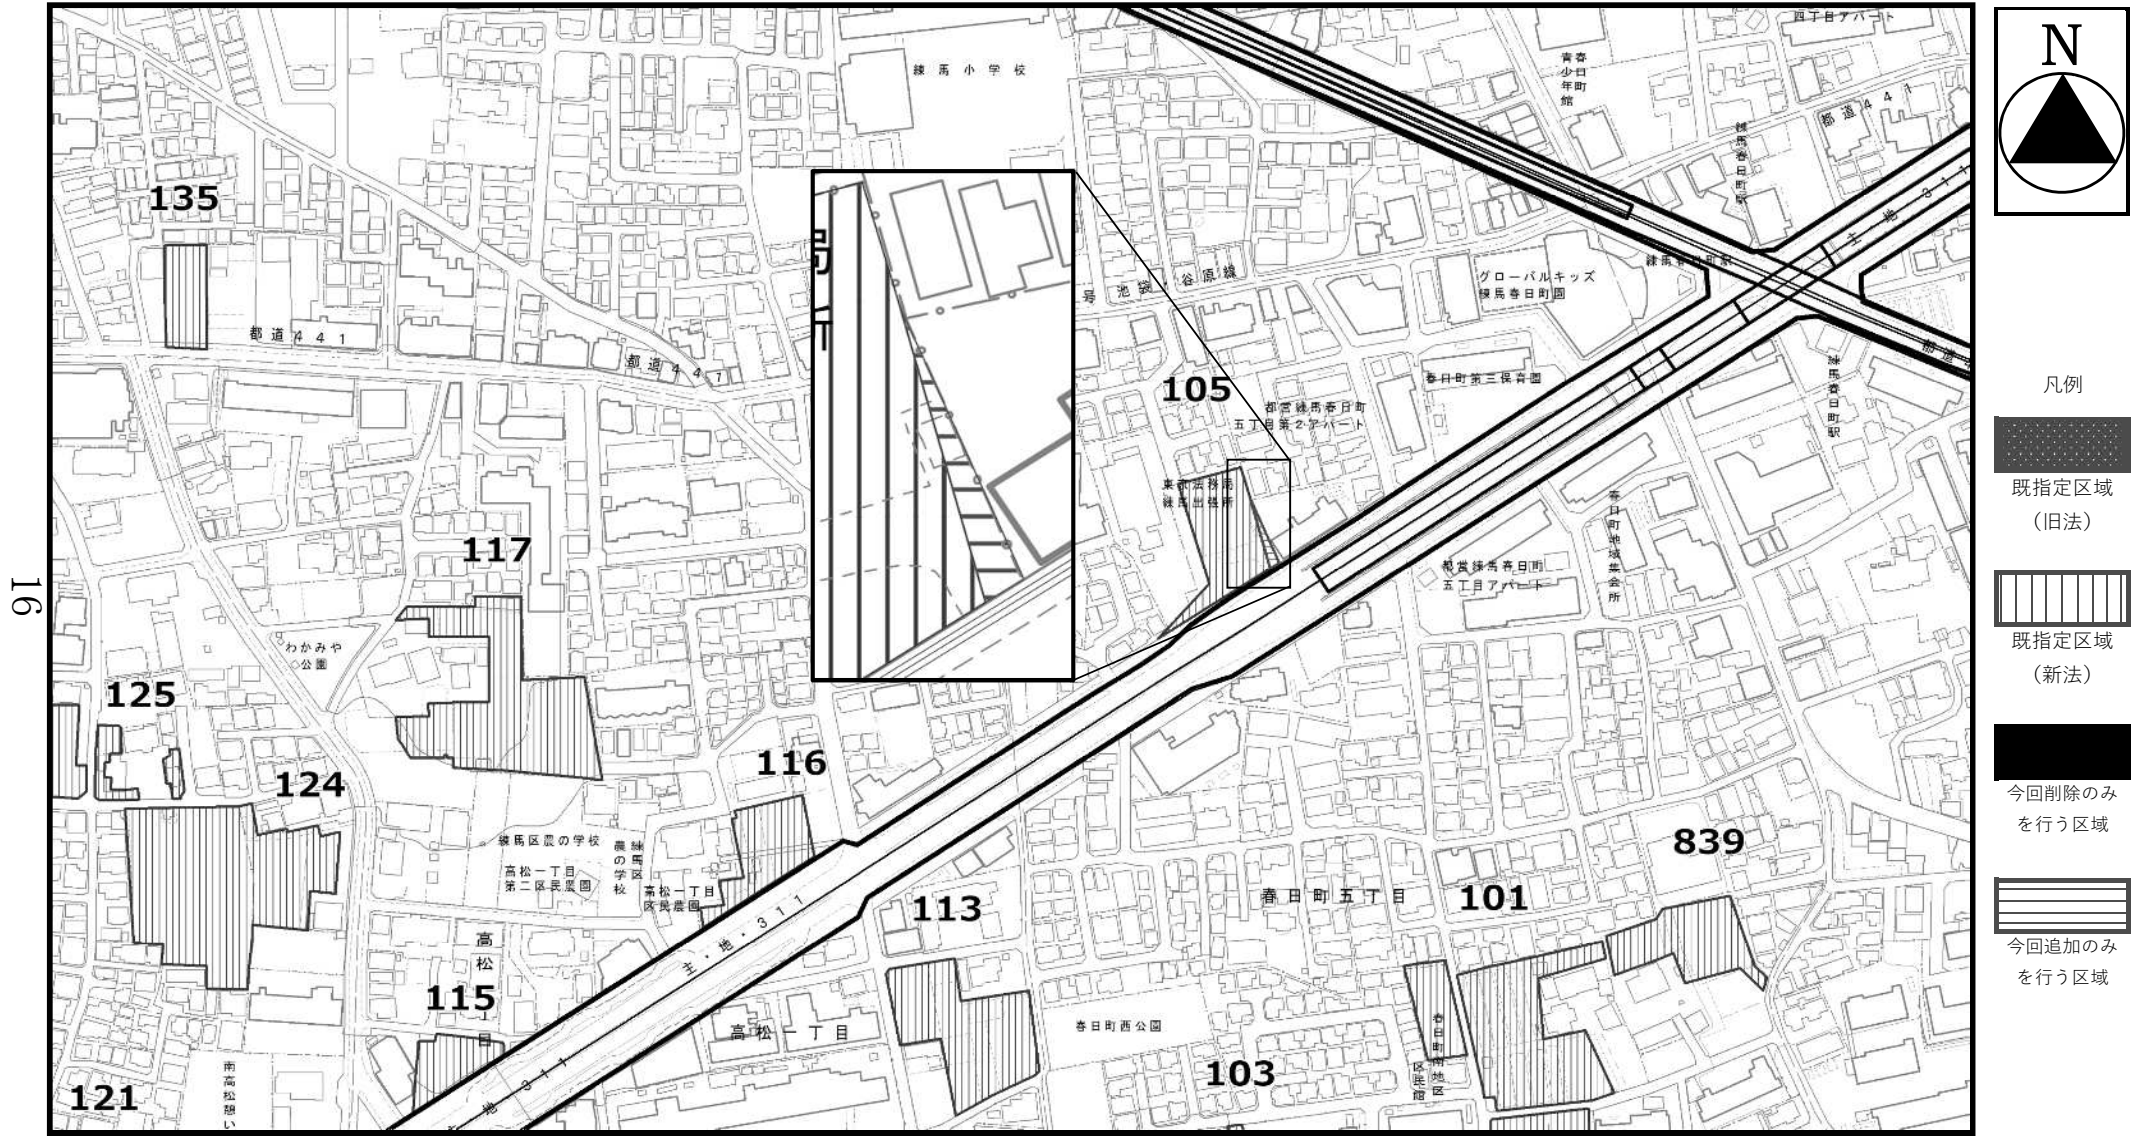 四丁目アパート
N
練馬小学校
春日町
青少年館
都道441
練馬春日町駅
135
主・地・311
号 池袋・谷原線
練馬春日町駅
グローバルキッズ
練馬春日町園
局
所
都道441
都道441
都道
練馬春日町駅
春日町第三保育園
105
都営練馬春日町
五丁目第2アパート
凡例
東京法務局
練馬出張所
既指定区域
（旧法）
春日町地域集会所
117
都営練馬春日町
五丁目アパート
16
わかみや
公園
既指定区域
（新法）
125
116
124
今回削除のみ
を行う区域
練馬区農の学校
練馬区
農の学校
839
高松一丁目
第二区民農園
高松一丁目
区民農園
春日町五丁目
101
113
主・地・311
高松一丁目
今回追加のみ
を行う区域
115
高松一丁目
春日町西公園
春日町南地区
区民館
311
103
南高松憩い
121